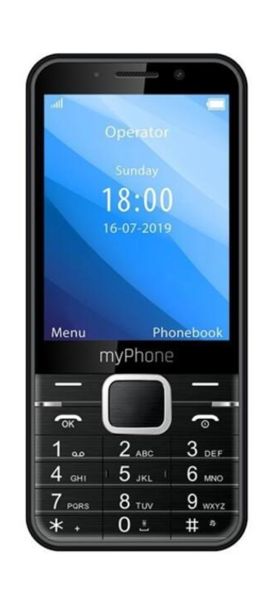 Operator
Sunday
18:00
16-07-2019
Menu Phonebook
myPhone
OK
1 2 ABC 3 DEF
4 GHI 5 JKL 6 MNO
7 PQRS 8 TUV 9 WXYZ
* + 0 #